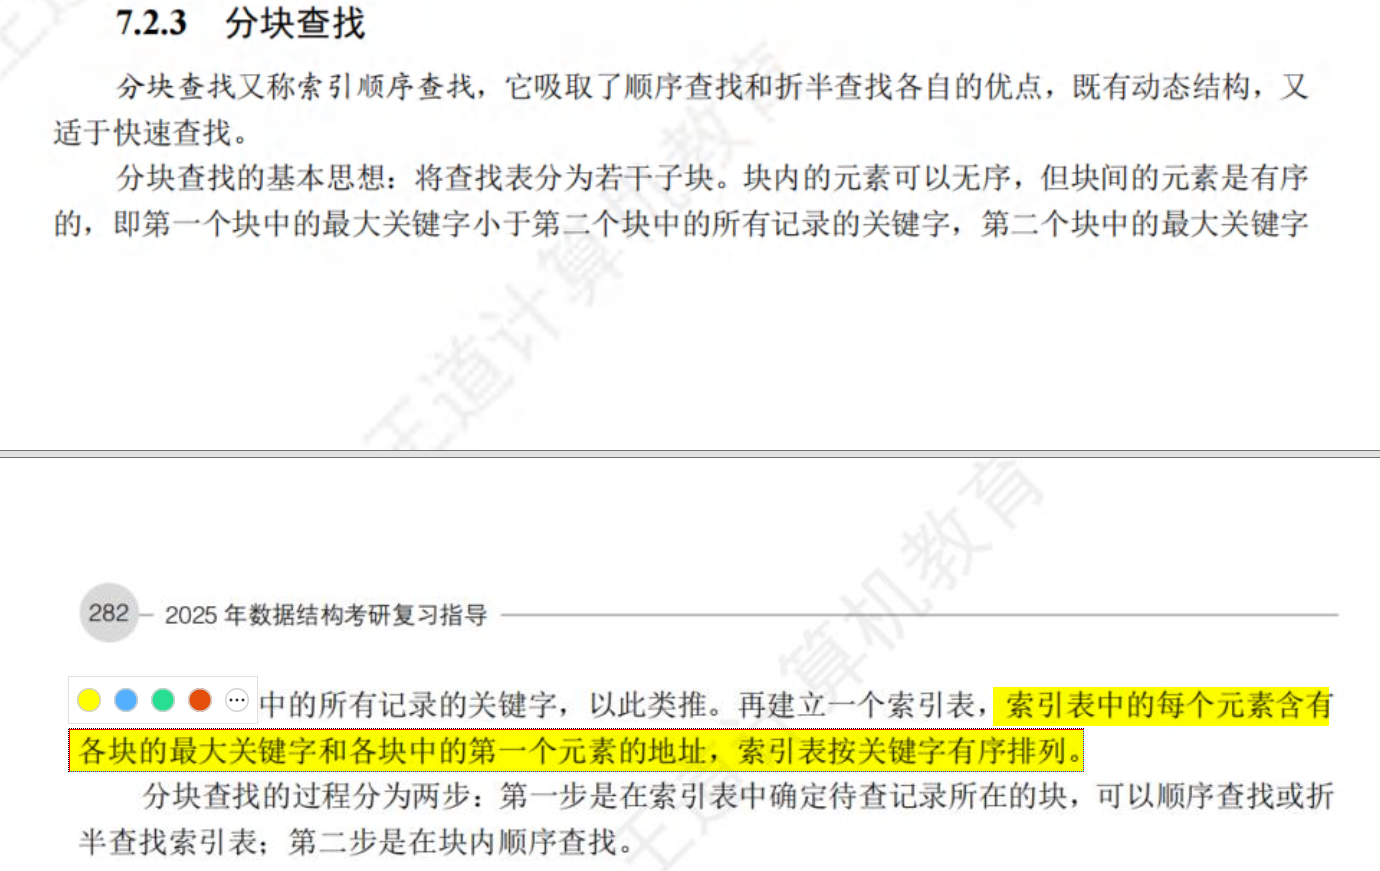 7.2.3 分块查找
分块查找又称索引顺序查找，它吸取了顺序查找和折半查找各自的优点，既有动态结构，又
适于快速查找。
分块查找的基本思想：将查找表分为若干子块。块内的元素可以无序，但块间的元素是有序
的，即第一个块中的最大关键字小于第二个块中的所有记录的关键字，第二个块中的最大关键字
王道计算机教育
282 2025 年数据结构考研复习指导
中的所有记录的关键字，以此类推。再建立一个索引表，索引表中的每个元素含有
各块的最大关键字和各块中的第一个元素的地址，索引表按关键字有序排列。
分块查找的过程分为两步：第一步是在索引表中确定待查记录所在的块，可以顺序查找或折
半查找索引表；第二步是在块内顺序查找。
王道计算机教育